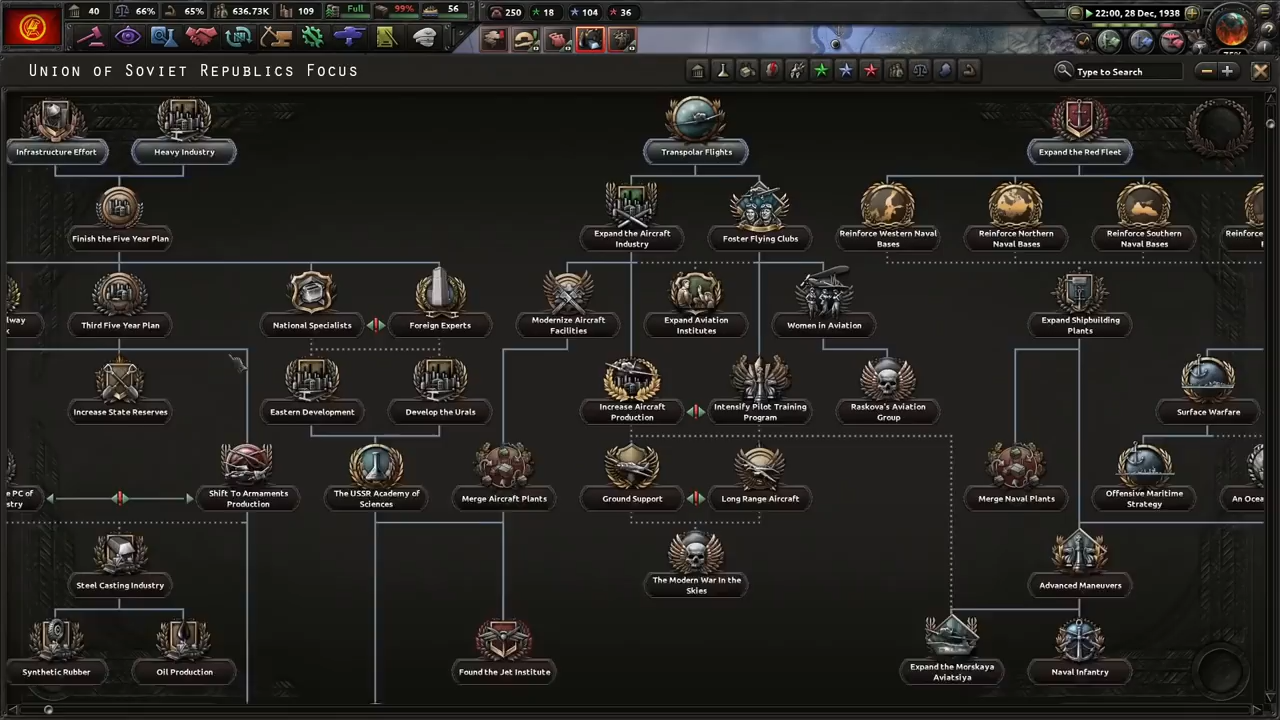 40 66% 65% 636.73K 109 Full 99% 56 250 18 104 36 22:00, 28 Dec, 1938
75%
Union of Soviet Republics Focus
Type to Search
Infrastructure Effort
Heavy Industry
Transpolar Flights
Expand the Red Fleet
Finish the Five Year Plan
Expand the Aircraft
Industry
Foster Flying Clubs
Reinforce Western Naval
Bases
Reinforce Northern
Naval Bases
Reinforce Southern
Naval Bases
Reinforce
Third Five Year Plan
National Specialists
Foreign Experts
Modernize Aircraft
Facilities
Expand Aviation
Institutes
Women in Aviation
Expand Shipbuilding
Plants
Increase State Reserves
Eastern Development
Develop the Urals
Increase Aircraft
Production
Intensify Pilot Training
Program
Raskova's Aviation
Group
Surface Warfare
e PC of
stry
Shift To Armaments
Production
The USSR Academy of
Sciences
Merge Aircraft Plants
Ground Support
Long Range Aircraft
Merge Naval Plants
Offensive Maritime
Strategy
An Ocea
Steel Casting Industry
The Modern War In the
Skies
Advanced Maneuvers
Synthetic Rubber
Oil Production
Found the Jet Institute
Expand the Morskaya
Aviatsiya
Naval Infantry